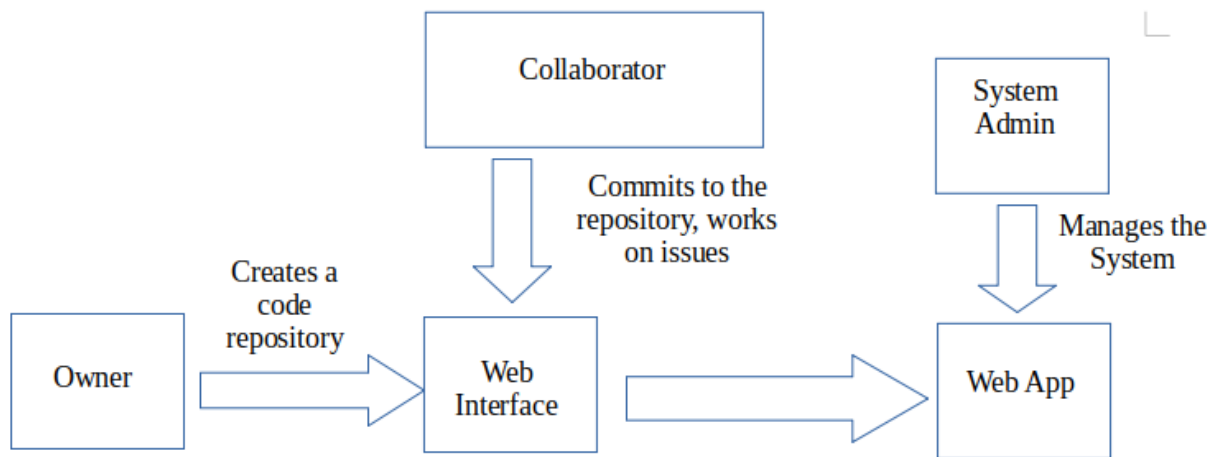 Collaborator
System
Admin
Commits to the
repository, works
on issues
Manages the
System
Creates a
code
repository
Owner
Web
Interface
Web App